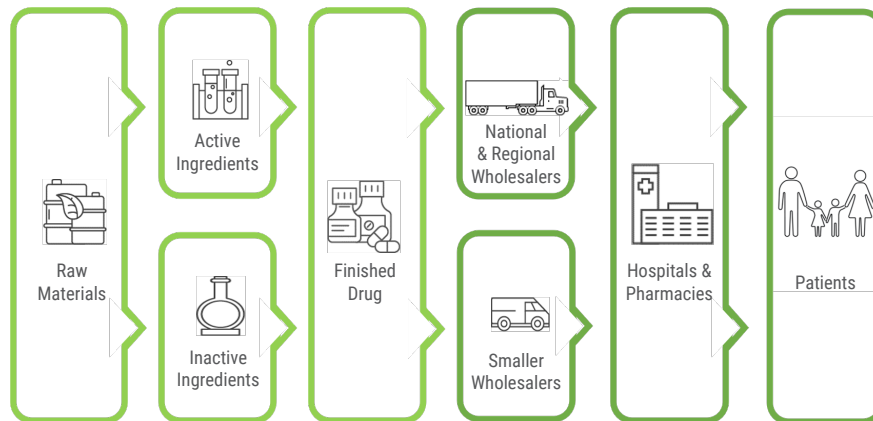 Raw
Materials
Active
Ingredients
Inactive
Ingredients
Finished
Drug
National
& Regional
Wholesalers
Smaller
Wholesalers
Hospitals &
Pharmacies
Patients